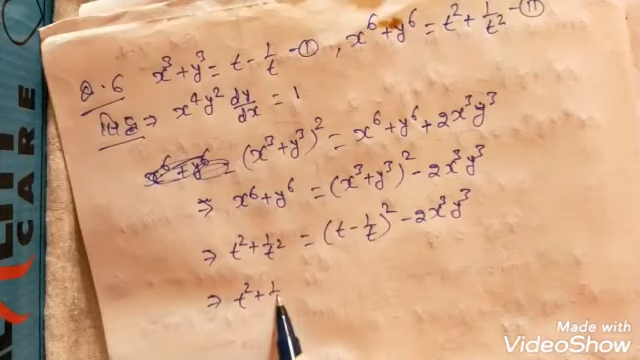 Q.6 x³+y³ = t - 1/t -(I), x⁶+y⁶ = t²+1/t² -(II)
सिद्ध ⇒ x⁴y² dy/dx = 1
(x³+y³)² = x⁶+y⁶+2x³y³
⇒ x⁶+y⁶ = (x³+y³)² - 2x³y³
⇒ t²+1/t² = (t-1/t)² - 2x³y³
⇒ t²+1
CARE
Made with
VideoShow